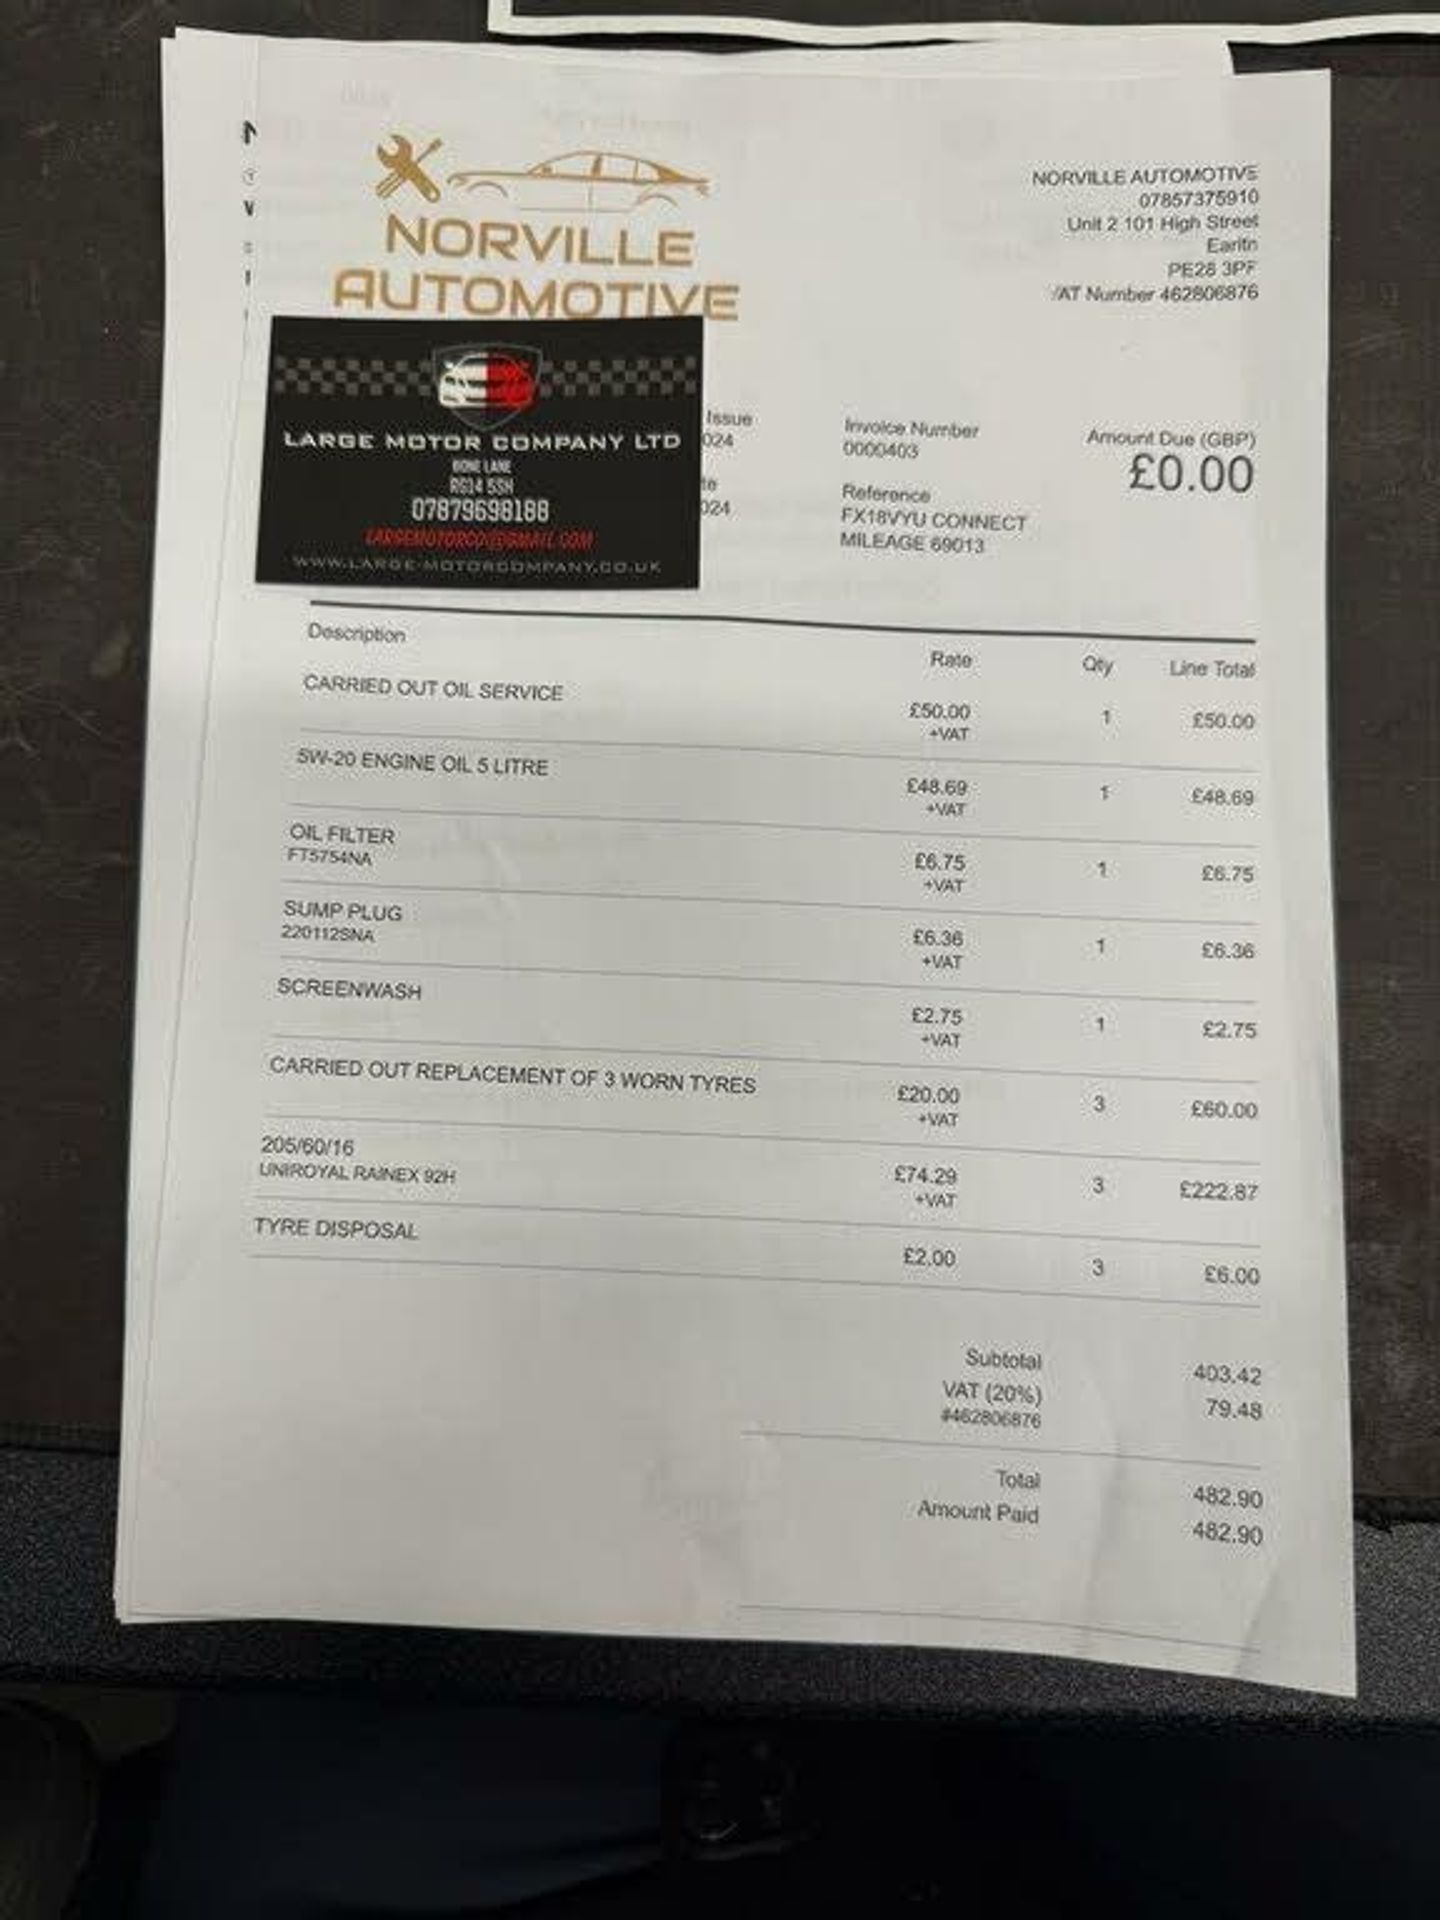 NORVILLE
AUTOMOTIVE
NORVILLE AUTOMOTIVE
07857375910
Unit 2 101 High Street
Earith
PE28 3PF
VAT Number 462806876
LARGE MOTOR COMPANY LTD
BONE LANE
RG14 5SH
07879698188
LARGEMOTORCO@GMAIL.COM
WWW.LARGE-MOTORCOMPANY.CO.UK
Issue
024
te
024
Invoice Number
0000403
Reference
FX18VYU CONNECT
MILEAGE 69013
Amount Due (GBP)
£0.00
Description Rate Qty Line Total
CARRIED OUT OIL SERVICE £50.00 1 £50.00
+VAT
5W-20 ENGINE OIL 5 LITRE £48.69 1 £48.69
+VAT
OIL FILTER £6.75 1 £6.75
FT5754NA +VAT
SUMP PLUG £6.36 1 £6.36
220112SNA +VAT
SCREENWASH £2.75 1 £2.75
+VAT
CARRIED OUT REPLACEMENT OF 3 WORN TYRES £20.00 3 £60.00
+VAT
205/60/16 £74.29 3 £222.87
UNIROYAL RAINEX 92H +VAT
TYRE DISPOSAL £2.00 3 £6.00
Subtotal 403.42
VAT (20%) 79.48
#462806876
Total 482.90
Amount Paid 482.90